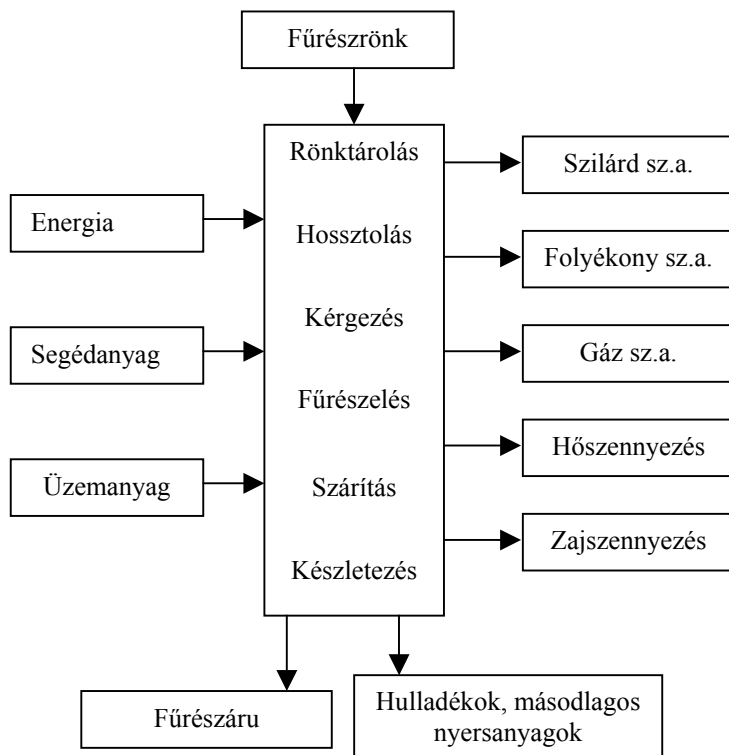 Fűrészrönk
Rönktárolás
Hossztolás
Kérgezés
Fűrészelés
Szárítás
Készletezés
Energia
Segédanyag
Üzemanyag
Szilárd sz.a.
Folyékony sz.a.
Gáz sz.a.
Hőszennyezés
Zajszennyezés
Fűrészáru
Hulladékok, másodlagos
nyersanyagok